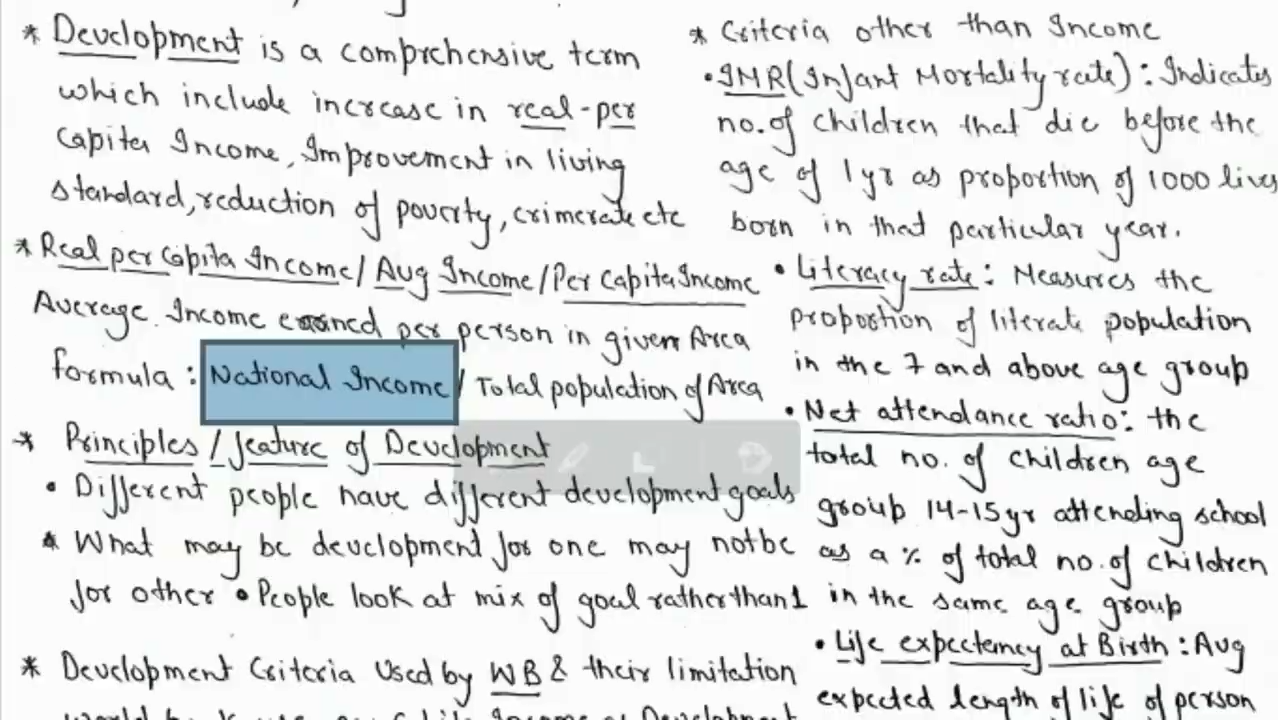 * Development is a comprehensive term
which include increase in real-per
Capita Income, Improvement in living
standard, reduction of poverty, crimerate etc
* Real per Capita Income/Avg Income/Per Capita Income
Average Income earned per person in given Area
formula : National Income / Total population of Area
* Principles / feature of Development
• Different people have different development goals
• What may be development for one may not be
for other • People look at mix of goal rather than 1
* Development Criteria Used by WB & their limitation
* Criteria other than Income
• IMR (Infant Mortality rate) : Indicates
no. of children that die before the
age of 1yr as proportion of 1000 lives
born in that particular year.
• Literacy rate : Measures the
proportion of literate population
in the 7 and above age group
• Net attendance ratio : the
total no. of children age
group 14-15yr attending school
as a % of total no. of children
in the same age group
• Life expectency at Birth : Avg
expected length of life of person